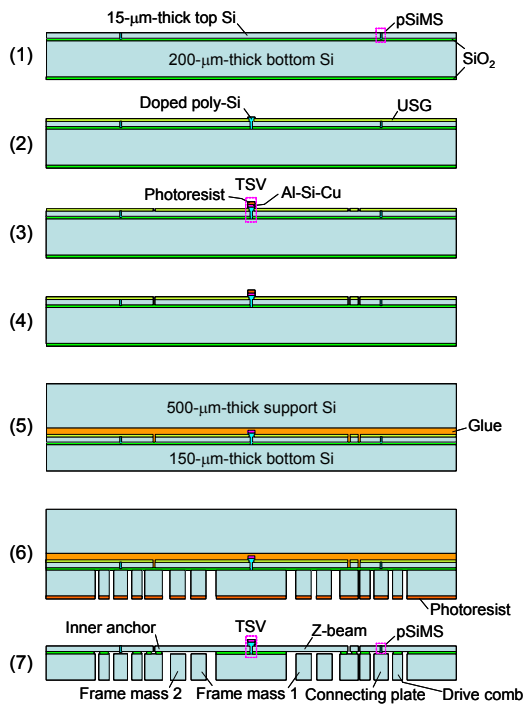 15-μm-thick top Si
pSiMS
(1)
200-μm-thick bottom Si
SiO2
Doped poly-Si
USG
(2)
TSV
Photoresist
Al-Si-Cu
(3)
(4)
500-μm-thick support Si
(5)
Glue
150-μm-thick bottom Si
(6)
Photoresist
Inner anchor
TSV
Z-beam
pSiMS
(7)
Frame mass 2
Frame mass 1
Connecting plate
Drive comb